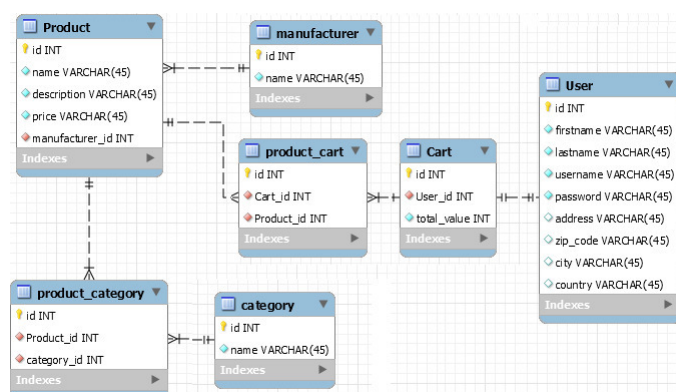 Product
id INT
name VARCHAR(45)
description VARCHAR(45)
price VARCHAR(45)
manufacturer_id INT
Indexes
manufacturer
id INT
name VARCHAR(45)
Indexes
product_cart
id INT
Cart_id INT
Product_id INT
Indexes
Cart
id INT
User_id INT
total_value INT
Indexes
User
id INT
firstname VARCHAR(45)
lastname VARCHAR(45)
username VARCHAR(45)
password VARCHAR(45)
address VARCHAR(45)
zip_code VARCHAR(45)
city VARCHAR(45)
country VARCHAR(45)
Indexes
product_category
id INT
Product_id INT
category_id INT
Indexes
category
id INT
name VARCHAR(45)
Indexes